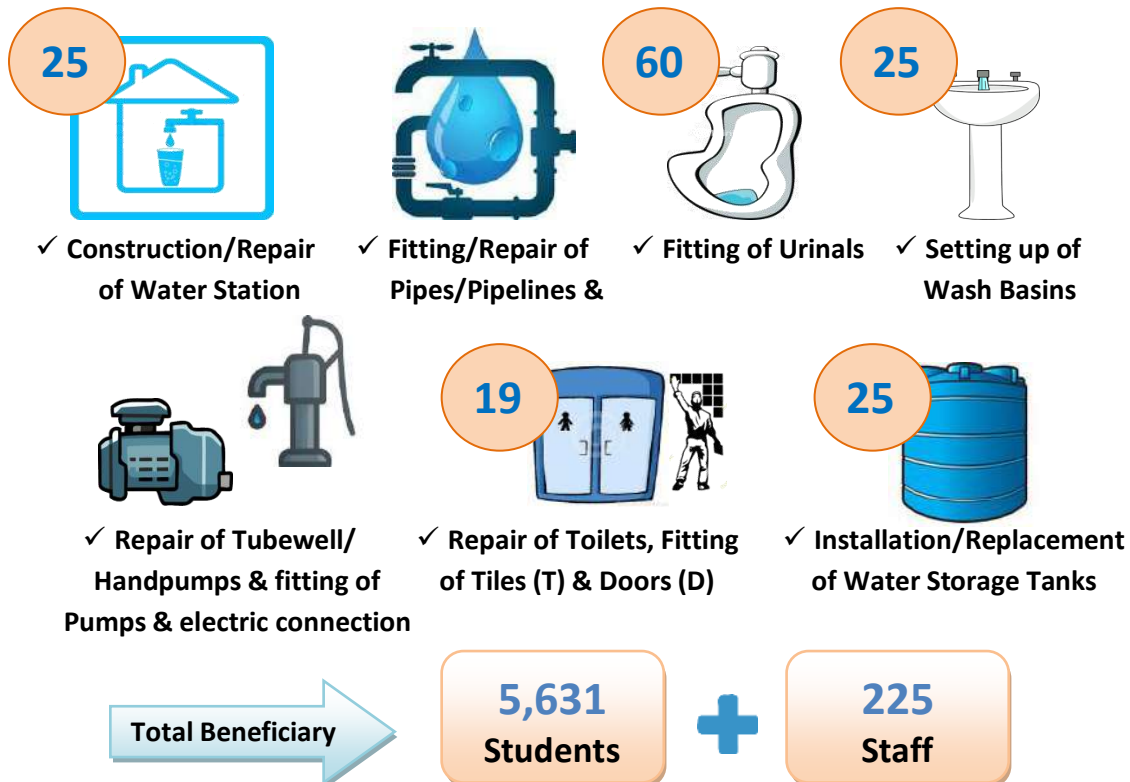 25
60
25
✓ Construction/Repair
of Water Station
✓ Fitting/Repair of
Pipes/Pipelines &
✓ Fitting of Urinals
✓ Setting up of
Wash Basins
19
25
✓ Repair of Tubewell/
Handpumps & fitting of
Pumps & electric connection
✓ Repair of Toilets, Fitting
of Tiles (T) & Doors (D)
✓ Installation/Replacement
of Water Storage Tanks
Total Beneficiary
5,631
Students
225
Staff